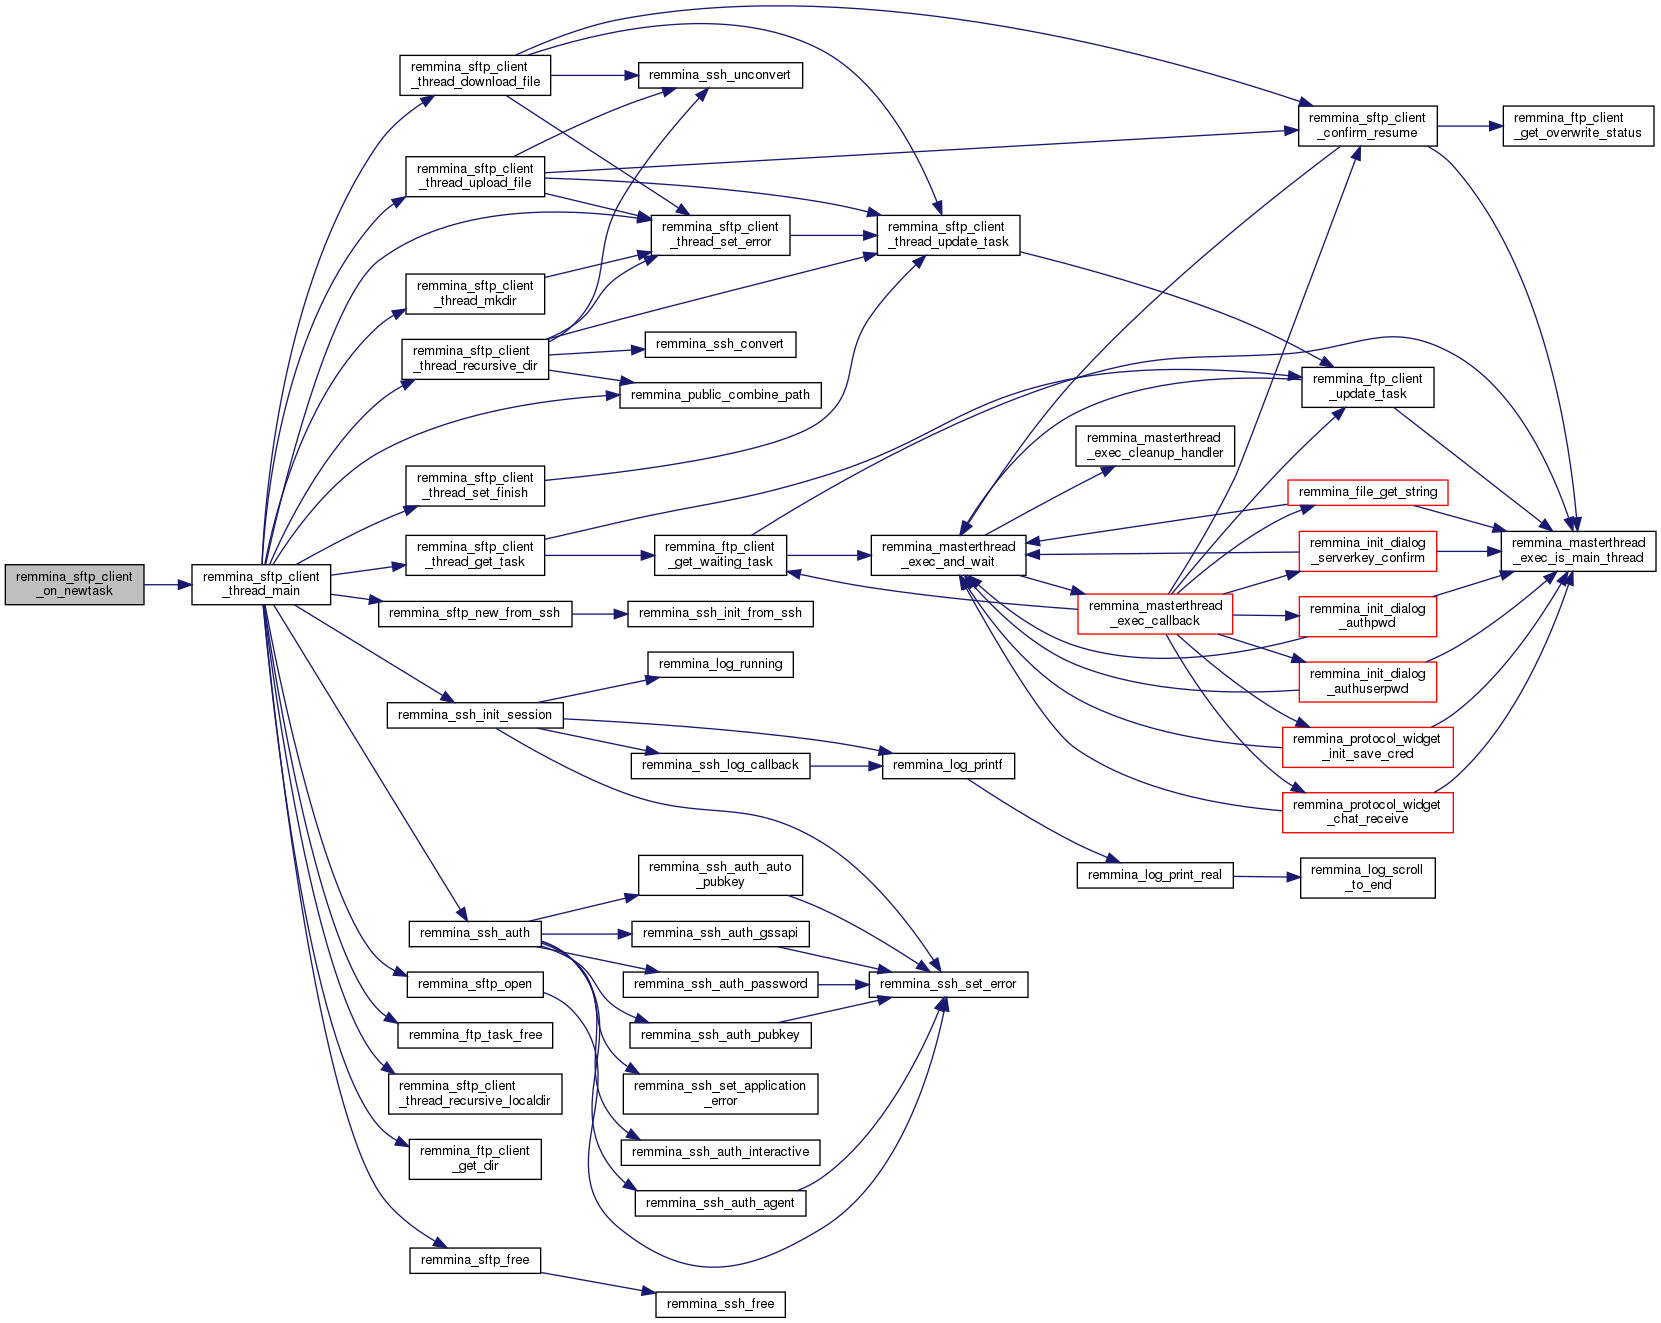 remmina_sftp_client
_on_newtask
remmina_sftp_client
_thread_main
remmina_sftp_client
_thread_download_file
remmina_sftp_client
_thread_upload_file
remmina_sftp_client
_thread_mkdir
remmina_sftp_client
_thread_recursive_dir
remmina_sftp_client
_thread_set_finish
remmina_sftp_client
_thread_get_task
remmina_sftp_new_from_ssh
remmina_ssh_init_session
remmina_ssh_auth
remmina_sftp_open
remmina_ftp_task_free
remmina_sftp_client
_thread_recursive_localdir
remmina_ftp_client
_get_dir
remmina_sftp_free
remmina_ssh_unconvert
remmina_sftp_client
_thread_set_error
remmina_ssh_convert
remmina_public_combine_path
remmina_ftp_client
_get_waiting_task
remmina_ssh_init_from_ssh
remmina_log_running
remmina_ssh_log_callback
remmina_ssh_auth_auto
_pubkey
remmina_ssh_auth_gssapi
remmina_ssh_auth_password
remmina_ssh_auth_pubkey
remmina_ssh_set_application
_error
remmina_ssh_auth_interactive
remmina_ssh_auth_agent
remmina_ssh_free
remmina_sftp_client
_thread_update_task
remmina_masterthread
_exec_and_wait
remmina_log_printf
remmina_ssh_set_error
remmina_masterthread
_exec_cleanup_handler
remmina_masterthread
_exec_callback
remmina_log_print_real
remmina_sftp_client
_confirm_resume
remmina_ftp_client
_update_task
remmina_file_get_string
remmina_init_dialog
_serverkey_confirm
remmina_init_dialog
_authpwd
remmina_init_dialog
_authuserpwd
remmina_protocol_widget
_init_save_cred
remmina_protocol_widget
_chat_receive
remmina_log_scroll
_to_end
remmina_ftp_client
_get_overwrite_status
remmina_masterthread
_exec_is_main_thread